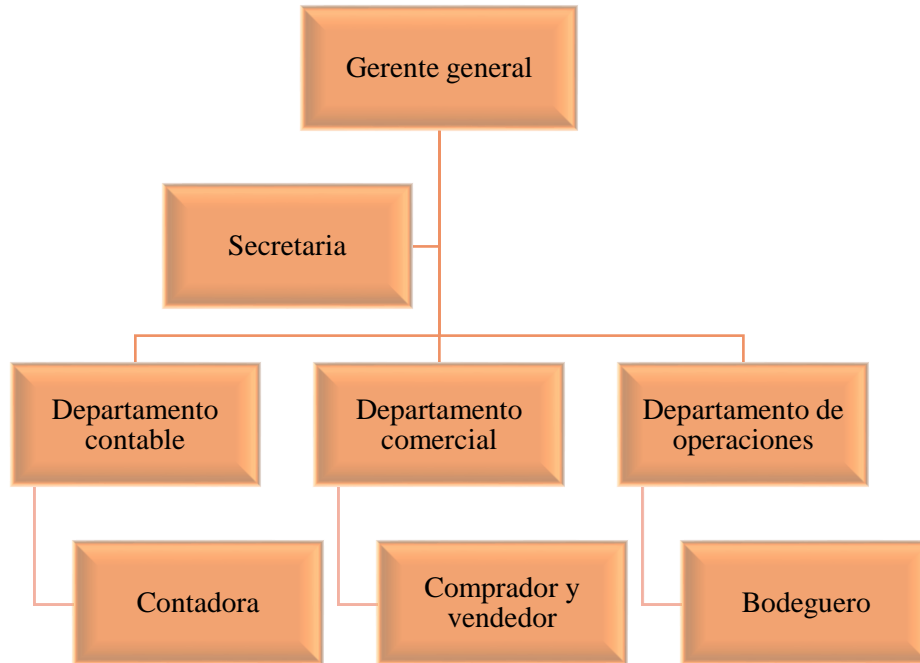 Gerente general
Secretaria
Departamento
contable
Departamento
comercial
Departamento de
operaciones
Contadora
Comprador y
vendedor
Bodeguero